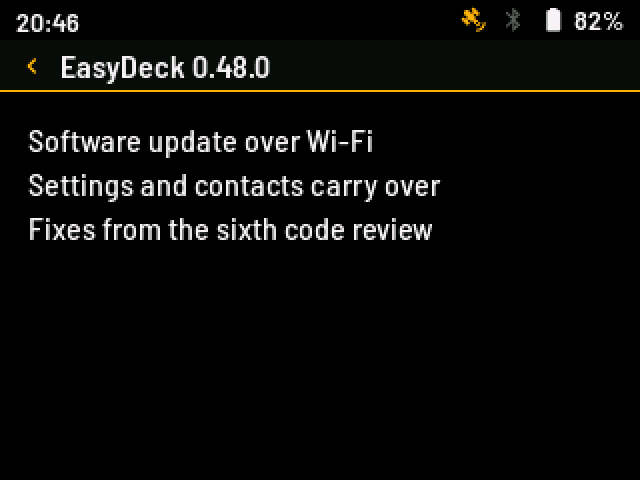 20:46 82%
EasyDeck 0.48.0
Software update over Wi-Fi
Settings and contacts carry over
Fixes from the sixth code review